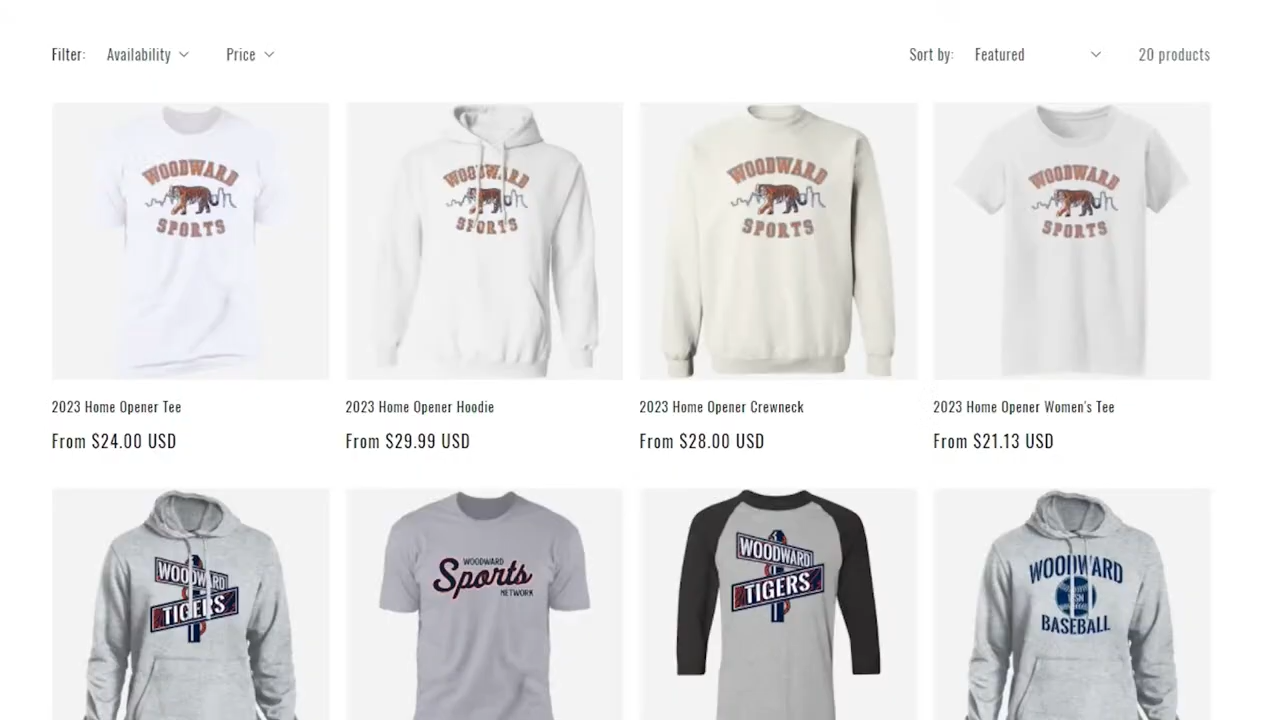 Filter: Availability Price Sort by: Featured 20 products
WOODWARD
SPORTS
WOODWARD
SPORTS
WOODWARD
SPORTS
WOODWARD
SPORTS
2023 Home Opener Tee
From $24.00 USD
2023 Home Opener Hoodie
From $29.99 USD
2023 Home Opener Crewneck
From $28.00 USD
2023 Home Opener Women's Tee
From $21.13 USD
WOODWARD
TIGERS
WOODWARD
Sports
NETWORK
WOODWARD
TIGERS
WOODWARD
WSN
BASEBALL